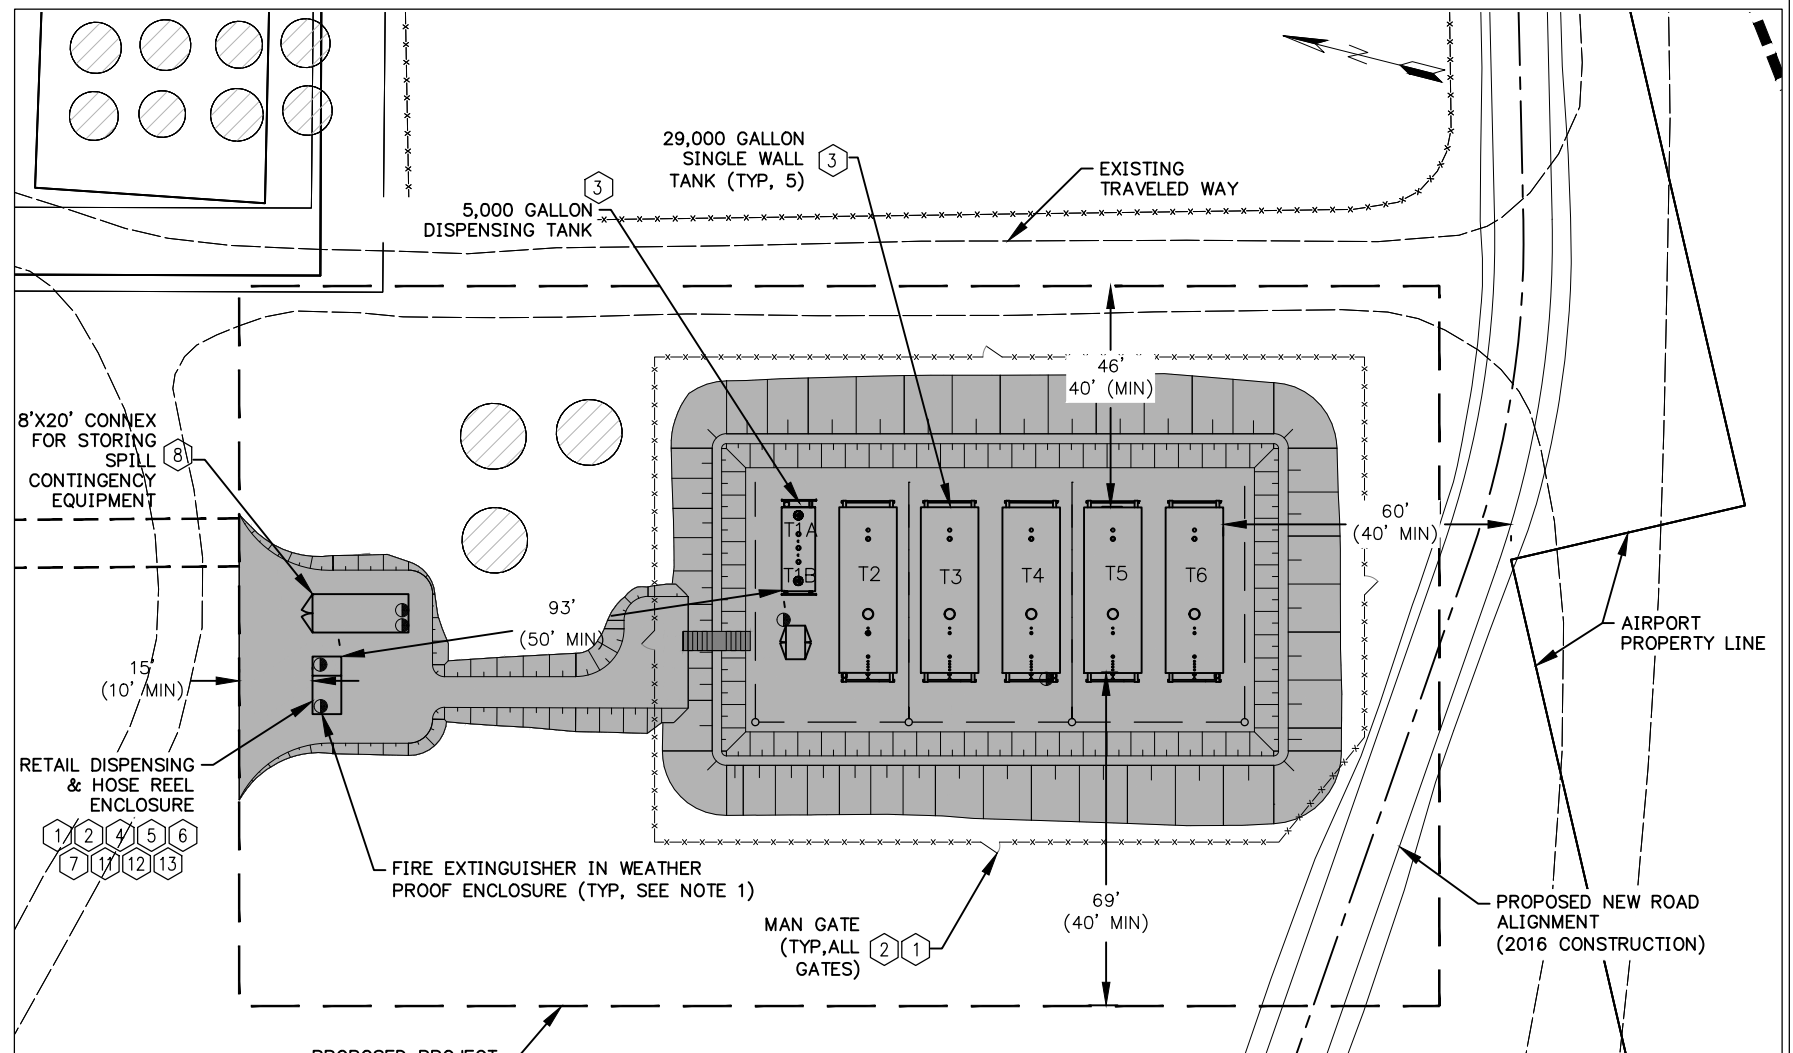 N
29,000 GALLON
SINGLE WALL
TANK (TYP, 5)
3
EXISTING
TRAVELED WAY
3
5,000 GALLON
DISPENSING TANK
46'
40' (MIN)
8'X20' CONNEX
FOR STORING
SPILL
CONTINGENCY
EQUIPMENT
8
60'
(40' MIN)
T1A
T1B
T2
T3
T4
T5
T6
93'
(50' MIN)
AIRPORT
PROPERTY LINE
15'
(10' MIN)
RETAIL DISPENSING
& HOSE REEL
ENCLOSURE
1 2 4 5 6
7 11 12 13
FIRE EXTINGUISHER IN WEATHER
PROOF ENCLOSURE (TYP, SEE NOTE 1)
MAN GATE
(TYP,ALL
GATES)
2 1
69'
(40' MIN)
PROPOSED NEW ROAD
ALIGNMENT
(2016 CONSTRUCTION)
PROPOSED PROJECT